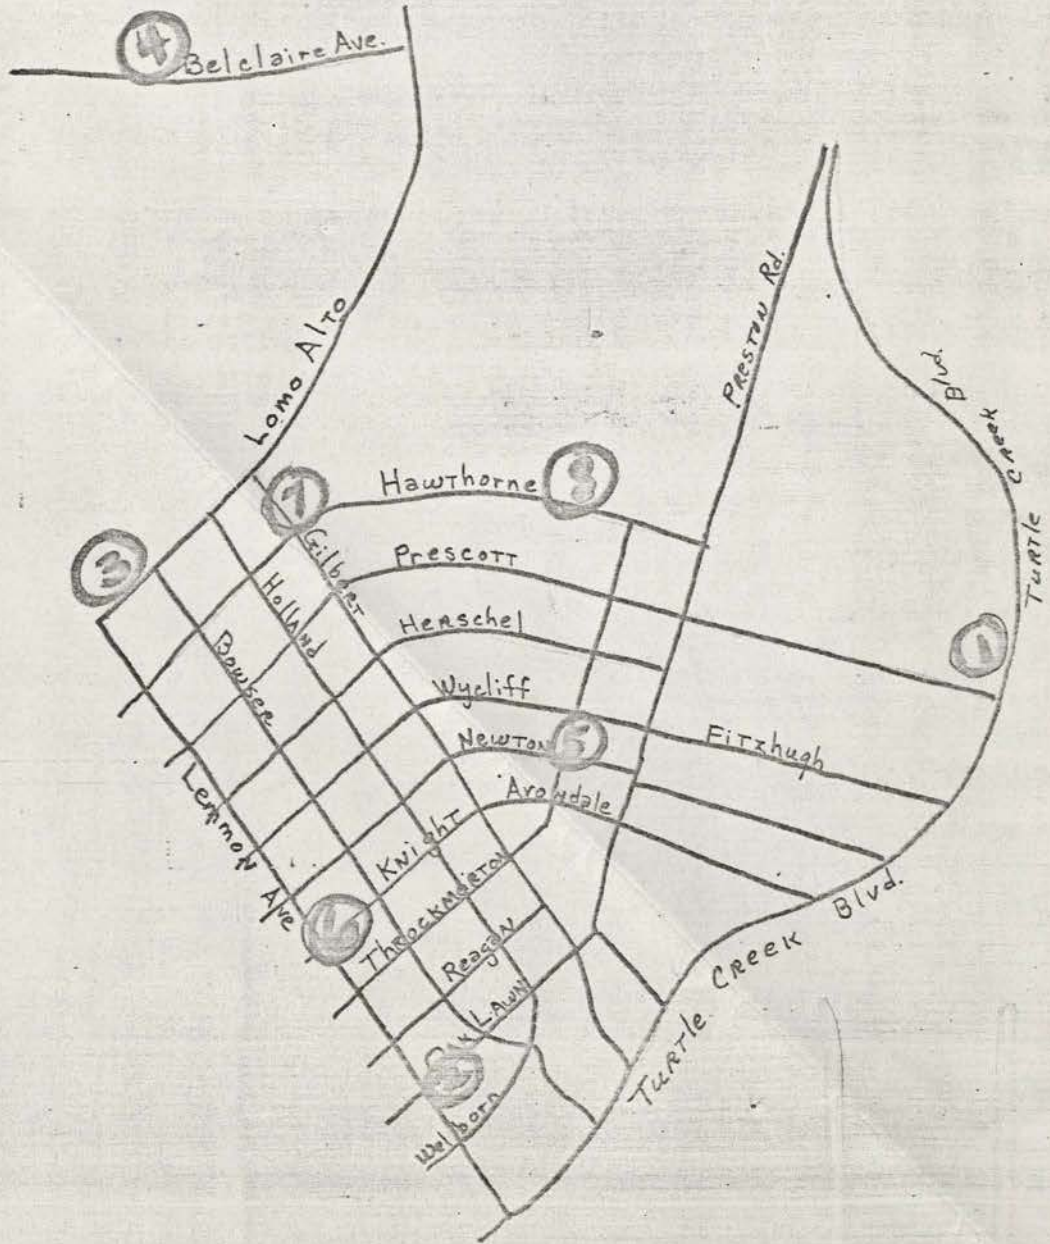 4
Belclaire Ave.
Lomo Alto
PRESTON Rd.
TURTLE CREEK Blvd.
7
Hawthorne
8
3
Gilbert
Prescott
Holland
Herschel
Bowser
1
Wycliff
Newton
5
Fitzhugh
Avondale
Lemmon Ave
Knight
Throckmorton
Reagan
LAWN
Welborn
TURTLE CREEK Blvd.